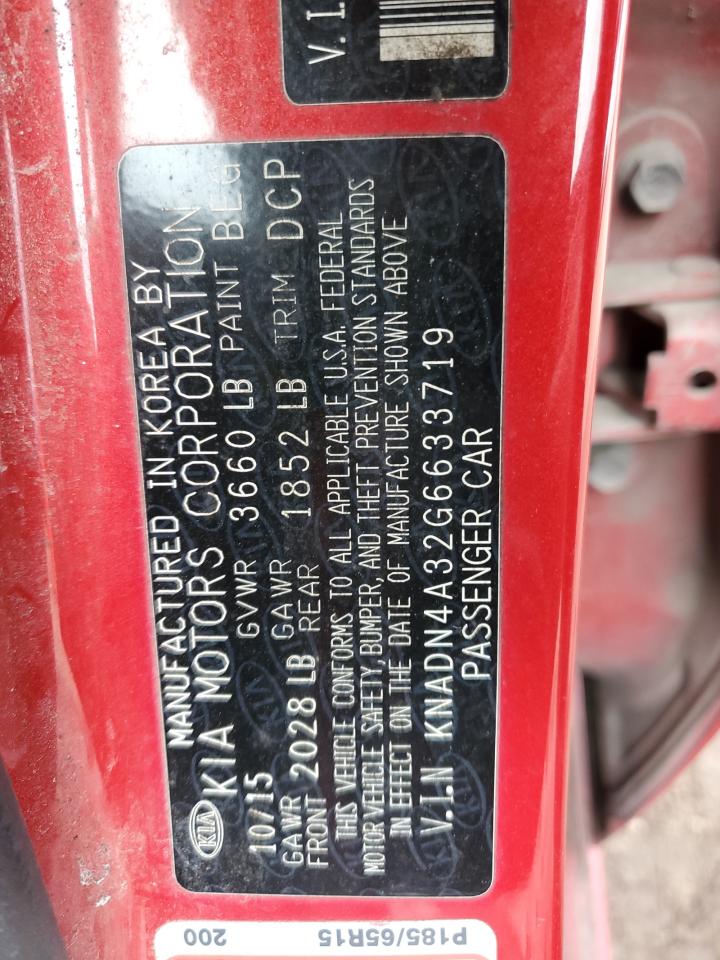 V.I.
MANUFACTURED IN KOREA BY
KIA KIA MOTORS CORPORATION
10/15 GVWR 3660 LB PAINT BEG
GAWR FRONT 2028 LB GAWR REAR 1852 LB TRIM DCP
THIS VEHICLE CONFORMS TO ALL APPLICABLE U.S.A. FEDERAL
MOTOR VEHICLE SAFETY, BUMPER, AND THEFT PREVENTION STANDARDS
IN EFFECT ON THE DATE OF MANUFACTURE SHOWN ABOVE
V.I.N KNADN4A32G6633719
PASSENGER CAR
P185/65R15
200